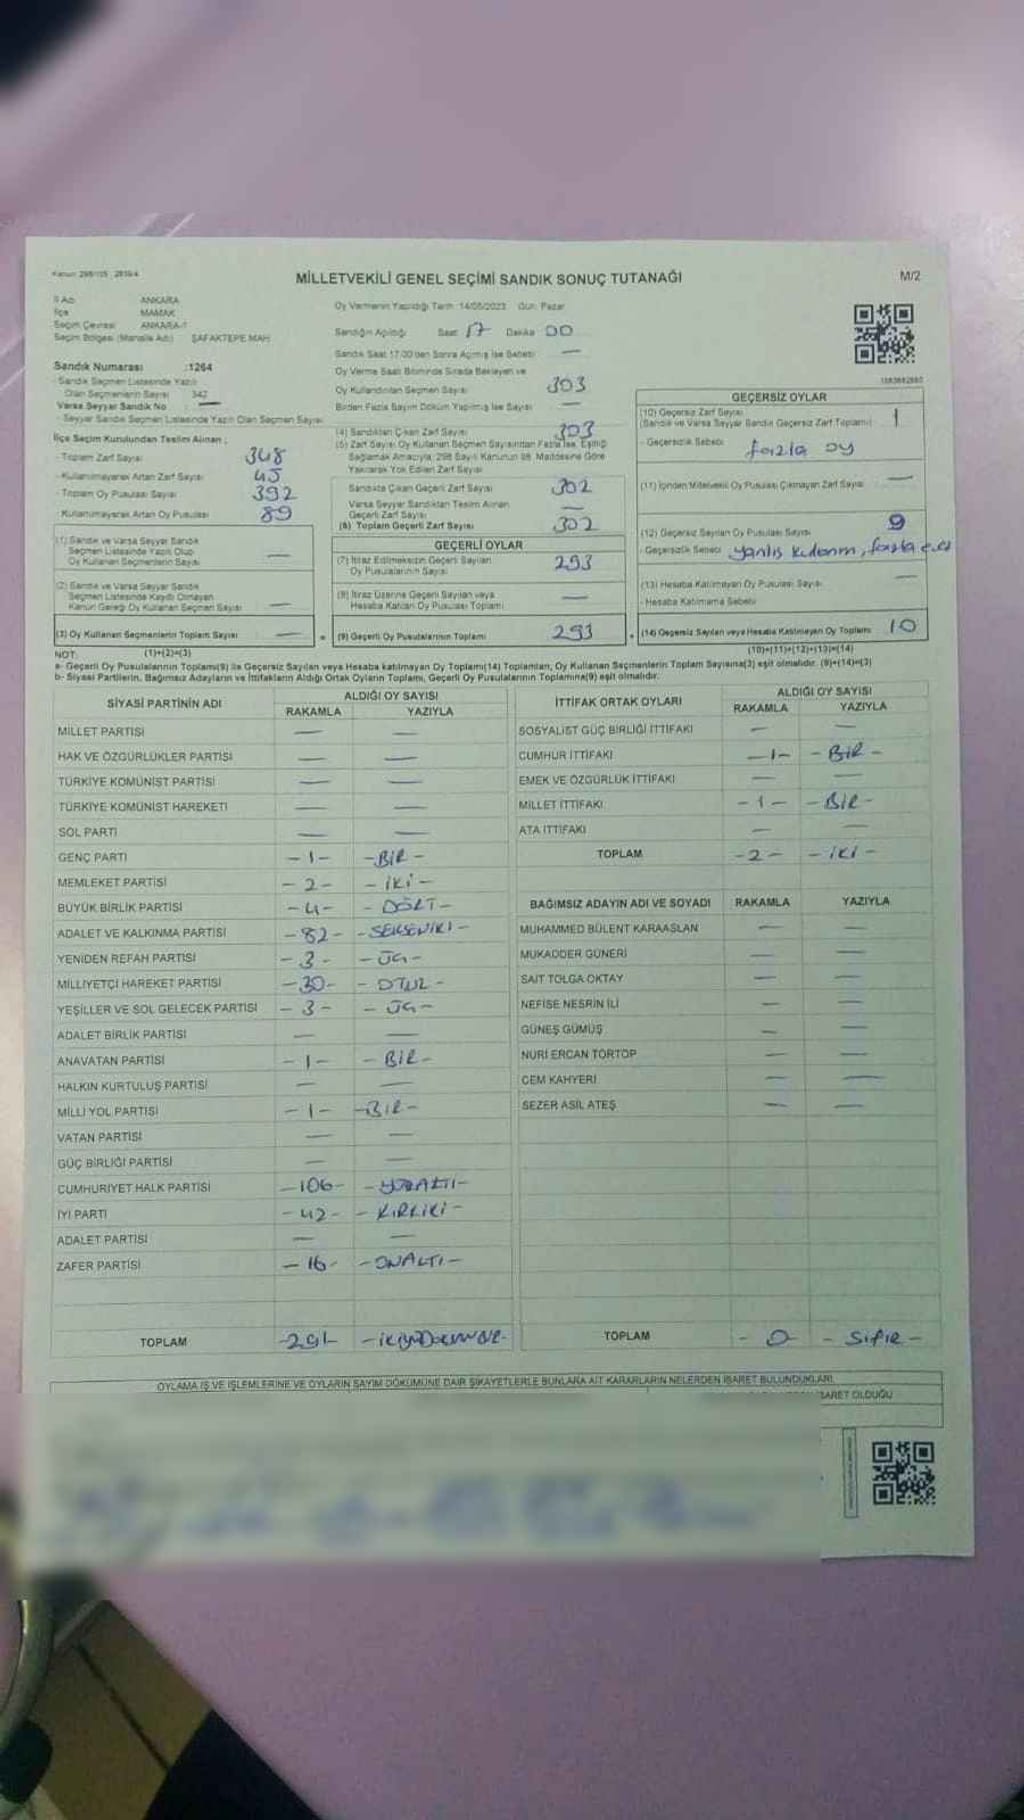 Kanun: 298/105 , 2839/4
MİLLETVEKİLİ GENEL SEÇİMİ SANDIK SONUÇ TUTANAĞI
M/2
İl Adı ANKARA
İlçe MAMAK
Seçim Çevresi ANKARA-1
Seçim Bölgesi (Mahalle Adı) ŞAFAKTEPE MAH
Sandık Numarası :1264
- Sandık Seçmen Listesinde Yazılı
Olan Seçmenlerin Sayısı 342
Varsa Seyyar Sandık No —
- Seyyar Sandık Seçmen Listesinde Yazılı Olan Seçmen Sayısı
İlçe Seçim Kurulundan Teslim Alınan ;
- Toplam Zarf Sayısı 348
- Kullanılmayarak Artan Zarf Sayısı 45
- Toplam Oy Pusulası Sayısı 392
- Kullanılmayarak Artan Oy Pusulası 89
(1) Sandık ve Varsa Seyyar Sandık
Seçmen Listesinde Yazılı Olup
Oy Kullanan Seçmenlerin Sayısı —
(2) Sandık ve Varsa Seyyar Sandık
Seçmen Listesinde Kaydı Olmayan
Kanun Gereği Oy Kullanan Seçmen Sayısı —
(3) Oy Kullanan Seçmenlerin Toplam Sayısı —
Oy Vermenin Yapıldığı Tarih :14/05/2023 Gün: Pazar
Sandığın Açıldığı Saat 17 Dakika 00
Sandık Saat 17:00'den Sonra Açılmış İse Sebebi —
Oy Verme Saati Bitiminde Sırada Bekleyen ve
Oy Kullandırılan Seçmen Sayısı 303
Birden Fazla Sayım Döküm Yapılmış İse Sayısı —
(4) Sandıktan Çıkan Zarf Sayısı 303
(5) Zarf Sayısı Oy Kullanan Seçmen Sayısından Fazla İse, Eşitliği
Sağlamak Amacıyla; 298 Sayılı Kanunun 98. Maddesine Göre
Yakılarak Yok Edilen Zarf Sayısı
Sandıkta Çıkan Geçerli Zarf Sayısı 302
Varsa Seyyar Sandıktan Teslim Alınan
Geçerli Zarf Sayısı —
(6) Toplam Geçerli Zarf Sayısı 302
GEÇERLİ OYLAR
(7) İtiraz Edilmeksizin Geçerli Sayılan
Oy Pusulalarının Sayısı 293
(8) İtiraz Üzerine Geçerli Sayılan veya
Hesaba Katılan Oy Pusulası Toplamı —
(9) Geçerli Oy Pusulalarının Toplamı 293
GEÇERSİZ OYLAR
(10) Geçersiz Zarf Sayısı
(Sandık ve Varsa Seyyar Sandık Geçersiz Zarf Toplamı) 1
- Geçersizlik Sebebi fazla oy
(11) İçinden Milletvekili Oy Pusulası Çıkmayan Zarf Sayısı —
(12) Geçersiz Sayılan Oy Pusulası Sayısı 9
- Geçersizlik Sebebi yanlış kullanım, fazla
(13) Hesaba Katılmayan Oy Pusulası Sayısı —
- Hesaba Katılmama Sebebi
(14) Geçersiz Sayılan veya Hesaba Katılmayan Oy Toplamı 10
NOT: (1)+(2)=(3) (10)+(11)+(12)+(13)=(14)
a- Geçerli Oy Pusulalarının Toplamı(9) ile Geçersiz Sayılan veya Hesaba katılmayan Oy Toplamı(14) Toplamları, Oy Kullanan Seçmenlerin Toplam Sayısına(3) eşit olmalıdır. (9)+(14)=(3)
b- Siyasi Partilerin, Bağımsız Adayların ve İttifakların Aldığı Ortak Oyların Toplamı, Geçerli Oy Pusulalarının Toplamına(9) eşit olmalıdır.
SİYASİ PARTİNİN ADI ALDIĞI OY SAYISI
RAKAMLA YAZIYLA
MİLLET PARTİSİ — —
HAK VE ÖZGÜRLÜKLER PARTİSİ — —
TÜRKİYE KOMÜNİST PARTİSİ — —
TÜRKİYE KOMÜNİST HAREKETİ — —
SOL PARTİ — —
GENÇ PARTİ -1- -BİR-
MEMLEKET PARTİSİ -2- -İKİ-
BÜYÜK BİRLİK PARTİSİ -4- -DÖRT-
ADALET VE KALKINMA PARTİSİ -82- -SEKSENİKİ-
YENİDEN REFAH PARTİSİ -3- -ÜÇ-
MİLLİYETÇİ HAREKET PARTİSİ -30- -OTUZ-
YEŞİLLER VE SOL GELECEK PARTİSİ -3- -ÜÇ-
ADALET BİRLİK PARTİSİ — —
ANAVATAN PARTİSİ -1- -BİR-
HALKIN KURTULUŞ PARTİSİ — —
MİLLİ YOL PARTİSİ -1- -BİR-
VATAN PARTİSİ — —
GÜÇ BİRLİĞİ PARTİSİ — —
CUMHURİYET HALK PARTİSİ -106- -YÜZALTI-
İYİ PARTİ -42- -KIRKİKİ-
ADALET PARTİSİ — —
ZAFER PARTİSİ -16- -ONALTI-
TOPLAM -291- -İKİYÜZDOKSANBİR-
İTTİFAK ORTAK OYLARI ALDIĞI OY SAYISI
RAKAMLA YAZIYLA
SOSYALİST GÜÇ BİRLİĞİ İTTİFAKI — —
CUMHUR İTTİFAKI -1- -BİR-
EMEK VE ÖZGÜRLÜK İTTİFAKI — —
MİLLET İTTİFAKI -1- -BİR-
ATA İTTİFAKI — —
TOPLAM -2- -İKİ-
BAĞIMSIZ ADAYIN ADI VE SOYADI RAKAMLA YAZIYLA
MUHAMMED BÜLENT KARAASLAN — —
MUKADDER GÜNERİ — —
SAİT TOLGA OKTAY — —
NEFİSE NESRİN İLİ — —
GÜNEŞ GÜMÜŞ — —
NURİ ERCAN TORTOP — —
CEM KAHYERİ — —
SEZER ASİL ATEŞ — —
TOPLAM -0- -SIFIR-
OYLAMA İŞ VE İŞLEMLERİNE VE OYLARIN SAYIM DÖKÜMÜNE DAİR ŞİKAYETLERLE BUNLARA AİT KARARLARIN NELERDEN İBARET BULUNDUKLARI
OLDUĞU